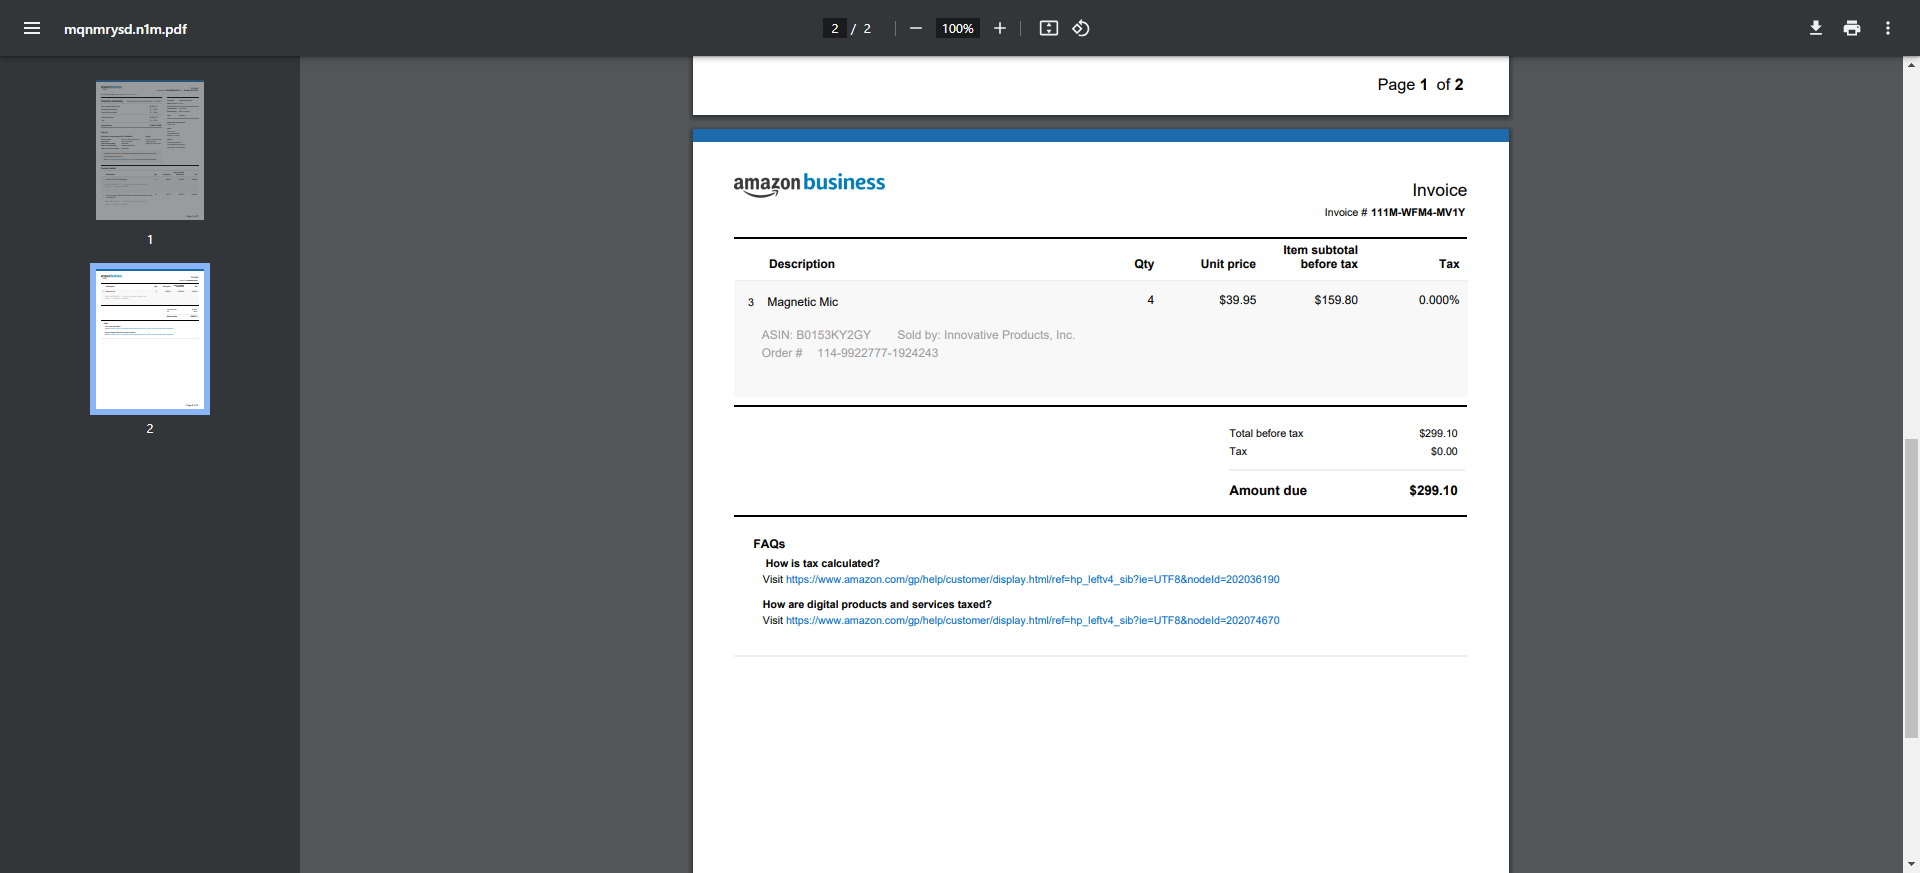 mqnmrysd.n1m.pdf
2 / 2
100%
1
2
Page 1 of 2
amazon business
Invoice
Invoice # 111M-WFM4-MV1Y
Description Qty Unit price Item subtotal before tax Tax
3 Magnetic Mic 4 $39.95 $159.80 0.000%
ASIN: B0153KY2GY Sold by: Innovative Products, Inc.
Order # 114-9922777-1924243
Total before tax $299.10
Tax $0.00
Amount due $299.10
FAQs
How is tax calculated?
Visit https://www.amazon.com/gp/help/customer/display.html/ref=hp_leftv4_sib?ie=UTF8&nodeId=202036190
How are digital products and services taxed?
Visit https://www.amazon.com/gp/help/customer/display.html/ref=hp_leftv4_sib?ie=UTF8&nodeId=202074670